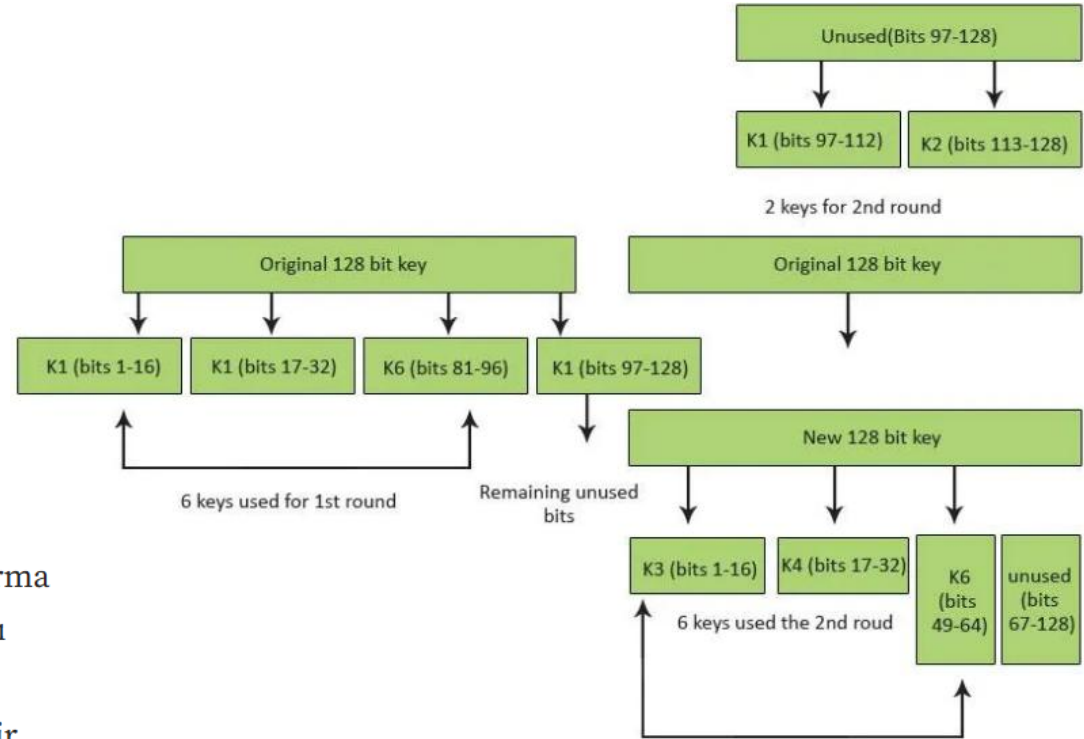 Unused(Bits 97-128)
K1 (bits 97-112)
K2 (bits 113-128)
2 keys for 2nd round
Original 128 bit key
K1 (bits 1-16)
K1 (bits 17-32)
K6 (bits 81-96)
K1 (bits 97-128)
6 keys used for 1st round
Remaining unused
bits
Original 128 bit key
New 128 bit key
K3 (bits 1-16)
K4 (bits 17-32)
K6
(bits
49-64)
unused
(bits
67-128)
6 keys used the 2nd roud
rma
ir